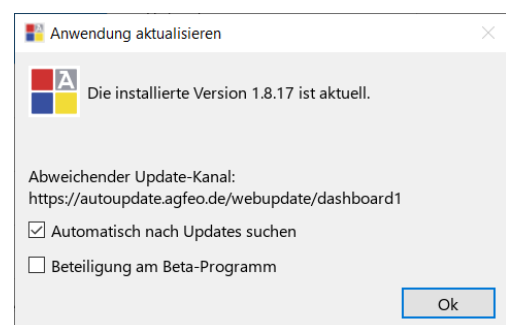 Anwendung aktualisieren
A
Die installierte Version 1.8.17 ist aktuell.
Abweichender Update-Kanal:
https://autoupdate.agfeo.de/webupdate/dashboard1
Automatisch nach Updates suchen
Beteiligung am Beta-Programm
Ok